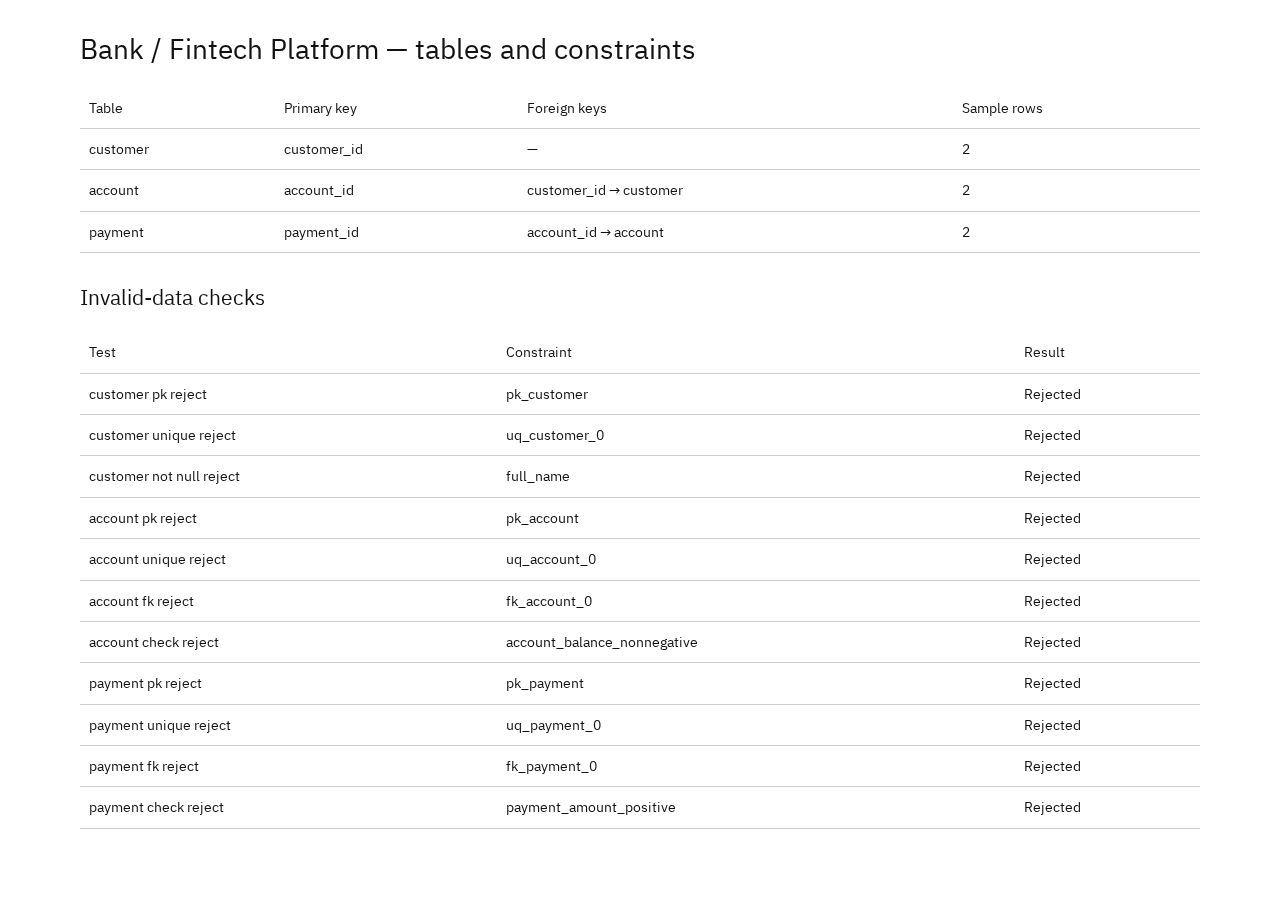 Bank / Fintech Platform — tables and constraints
Table Primary key Foreign keys Sample rows
customer customer_id — 2
account account_id customer_id → customer 2
payment payment_id account_id → account 2
Invalid-data checks
Test Constraint Result
customer pk reject pk_customer Rejected
customer unique reject uq_customer_0 Rejected
customer not null reject full_name Rejected
account pk reject pk_account Rejected
account unique reject uq_account_0 Rejected
account fk reject fk_account_0 Rejected
account check reject account_balance_nonnegative Rejected
payment pk reject pk_payment Rejected
payment unique reject uq_payment_0 Rejected
payment fk reject fk_payment_0 Rejected
payment check reject payment_amount_positive Rejected